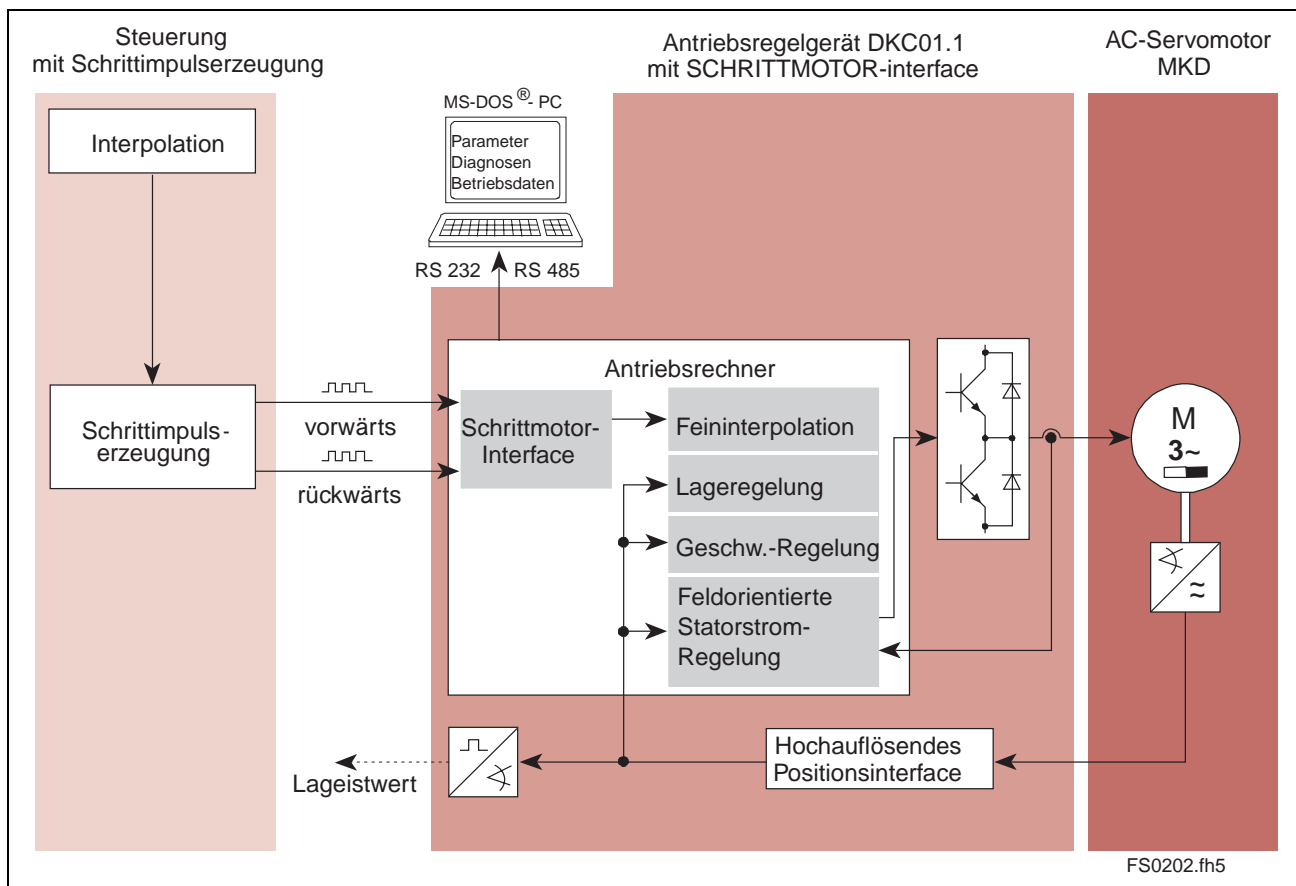 Steuerung
mit Schrittimpulserzeugung
Antriebsregelgerät DKC01.1
mit SCHRITTMOTOR-interface
AC-Servomotor
MKD
MS-DOS ®- PC
Parameter
Diagnosen
Betriebsdaten
RS 232
RS 485
Interpolation
Schrittimpuls-
erzeugung
vorwärts
rückwärts
Antriebsrechner
Schrittmotor-
Interface
Feininterpolation
Lageregelung
Geschw.-Regelung
Feldorientierte
Statorstrom-
Regelung
M
3~
≈
Hochauflösendes
Positionsinterface
Lageistwert
FS0202.fh5